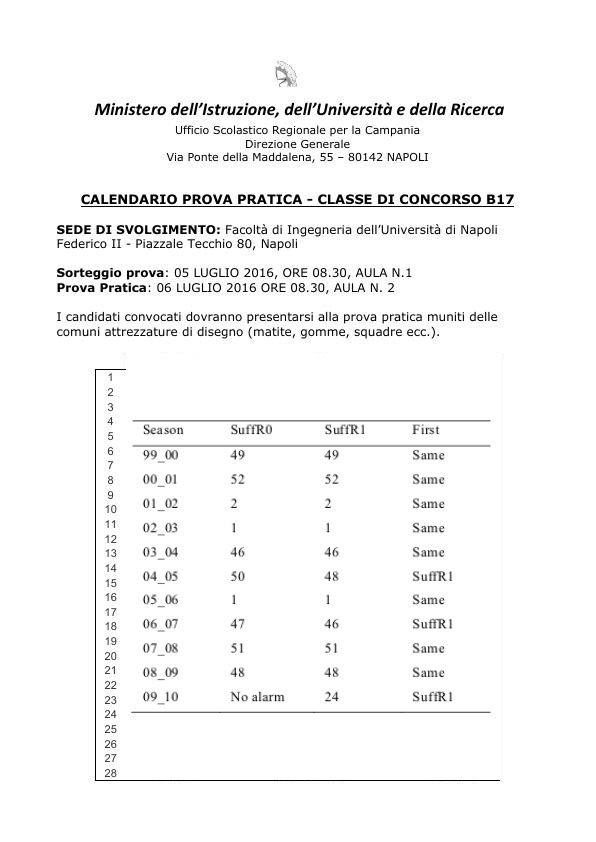 Ministero dell'Istruzione, dell'Università e della Ricerca
Ufficio Scolastico Regionale per la Campania
Direzione Generale
Via Ponte della Maddalena, 55 – 80142 NAPOLI
CALENDARIO PROVA PRATICA - CLASSE DI CONCORSO B17
SEDE DI SVOLGIMENTO: Facoltà di Ingegneria dell'Università di Napoli
Federico II - Piazzale Tecchio 80, Napoli
Sorteggio prova: 05 LUGLIO 2016, ORE 08.30, AULA N.1
Prova Pratica: 06 LUGLIO 2016 ORE 08.30, AULA N. 2
I candidati convocati dovranno presentarsi alla prova pratica muniti delle
comuni attrezzature di disegno (matite, gomme, squadre ecc.).
1
2
3
4
5
6
7
8
9
10
11
12
13
14
15
16
17
18
19
20
21
22
23
24
25
26
27
28
Season SuffR0 SuffR1 First
99_00 49 49 Same
00_01 52 52 Same
01_02 2 2 Same
02_03 1 1 Same
03_04 46 46 Same
04_05 50 48 SuffR1
05_06 1 1 Same
06_07 47 46 SuffR1
07_08 51 51 Same
08_09 48 48 Same
09_10 No alarm 24 SuffR1